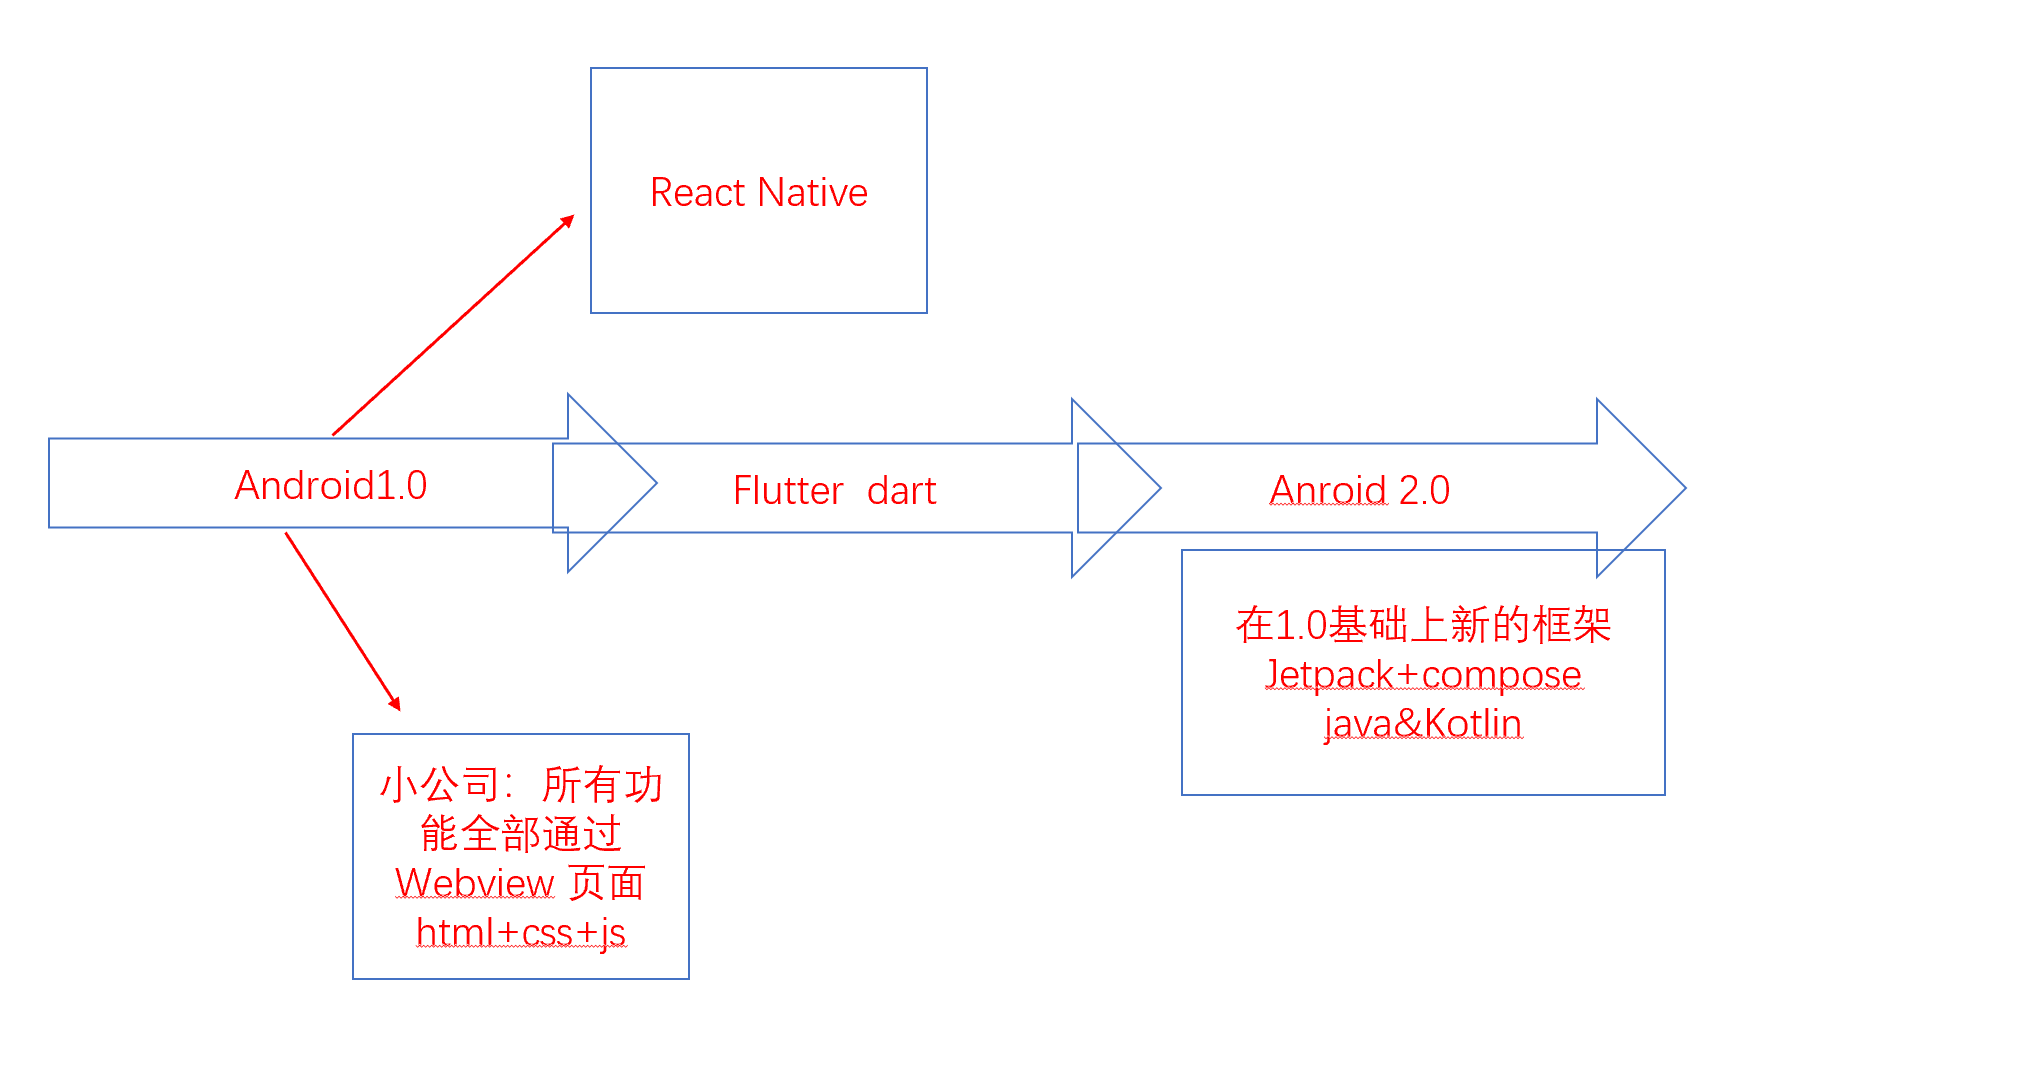 React Native
Android1.0
Flutter  dart
Anroid 2.0
在1.0基础上新的框架
Jetpack+compose
java&Kotlin
小公司：所有功
能全部通过
Webview 页面
html+css+js